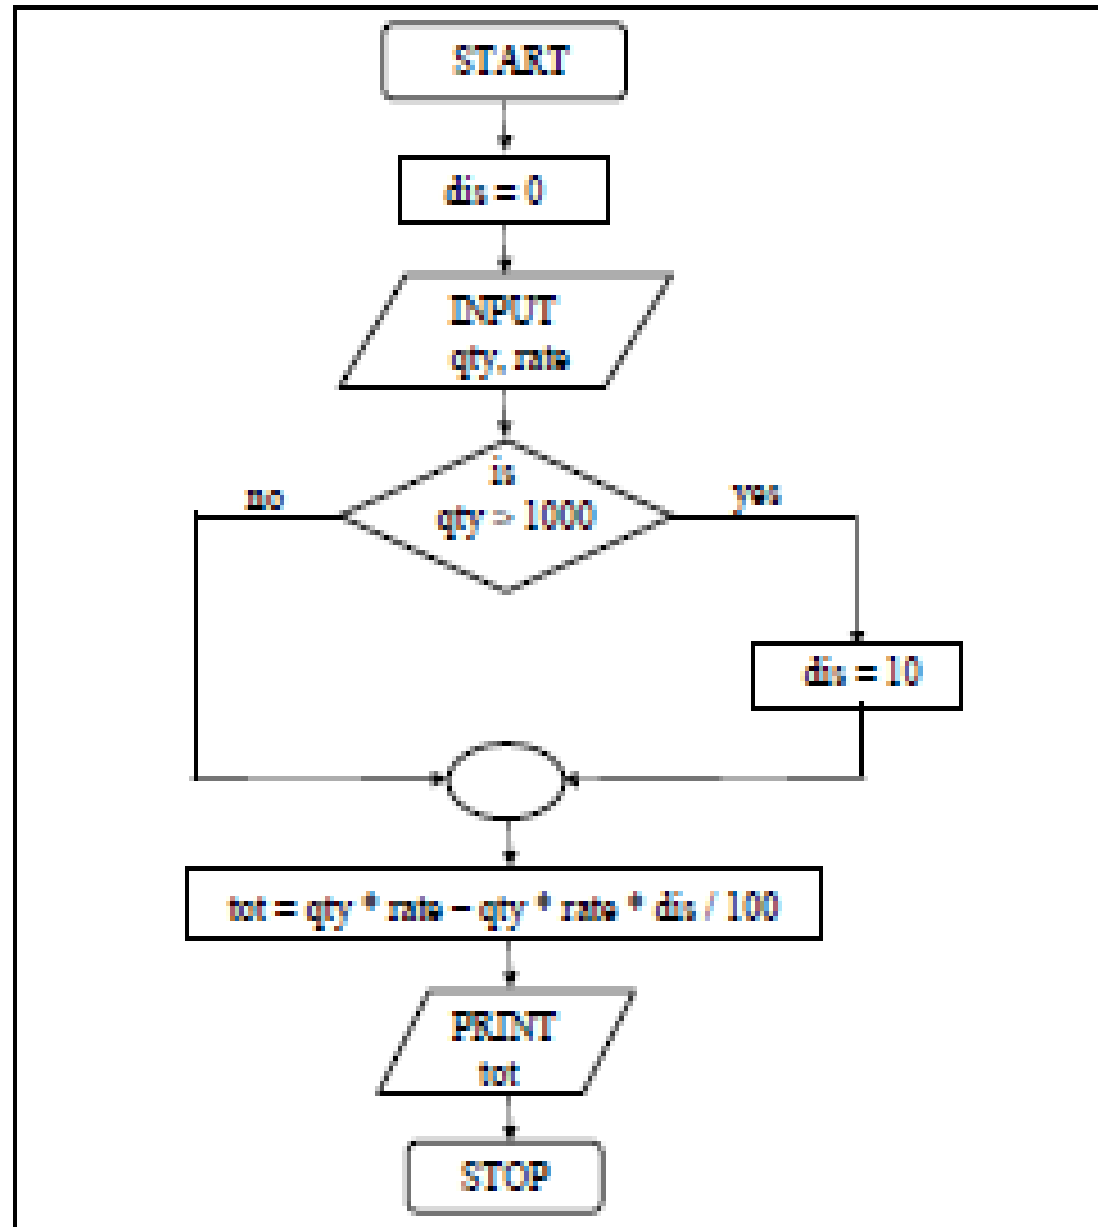 START
dis = 0
INPUT
qty, rate
is
qty > 1000
no
yes
dis = 10
tot = qty * rate – qty * rate * dis / 100
PRINT
tot
STOP